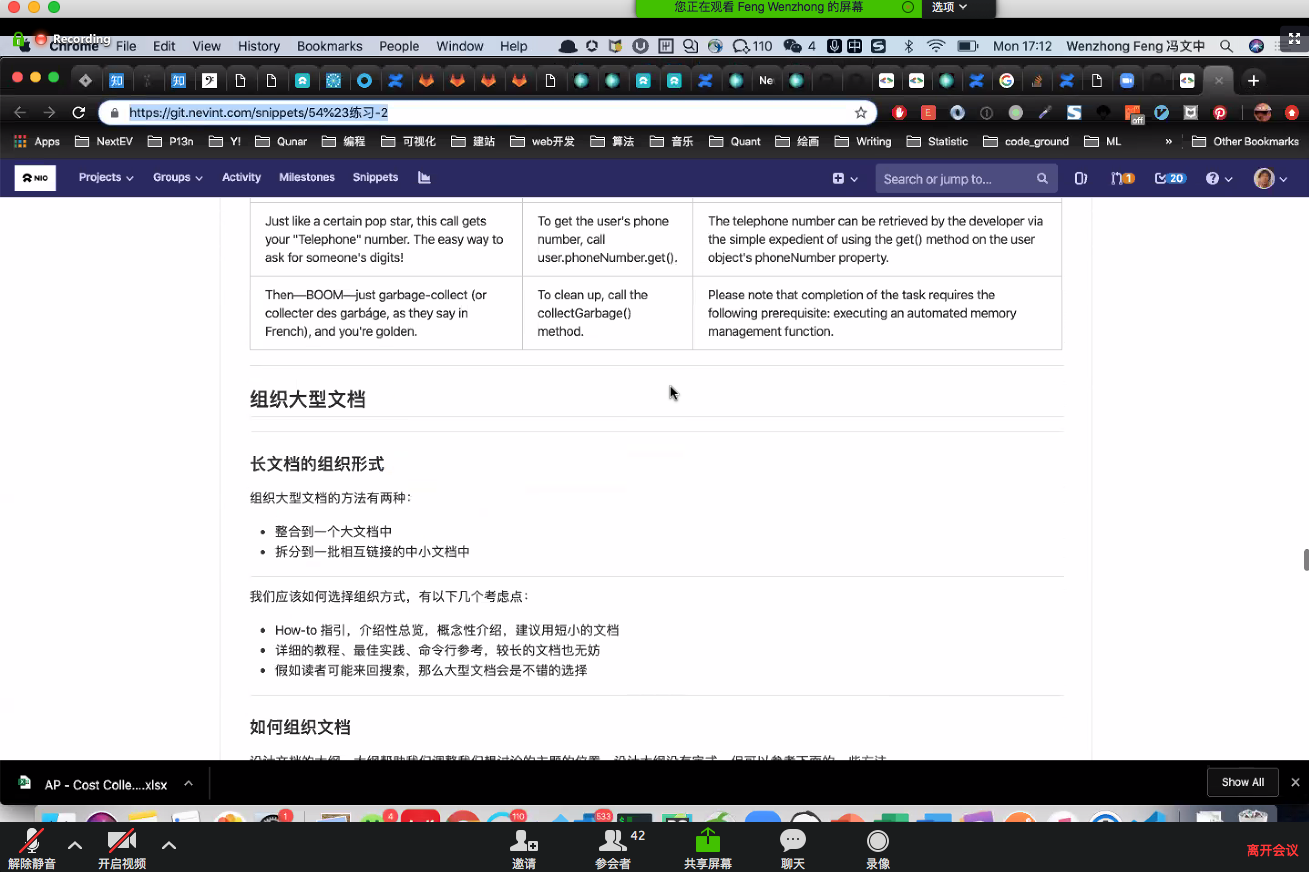 您正在观看 Feng Wenzhong 的屏幕
选项
Recording
Chrome File Edit View History Bookmarks People Window Help
110
4
Mon 17:12 Wenzhong Feng 冯文中
https://git.nevint.com/snippets/54%23练习-2
Apps NextEV P13n Y! Qunar 编程 可视化 建站 web开发 算法 音乐 Quant 绘画 Writing Statistic code_ground ML » Other Bookmarks
NIO Projects Groups Activity Milestones Snippets
Search or jump to...
1
20
Just like a certain pop star, this call gets
your "Telephone" number. The easy way to
ask for someone's digits!
To get the user's phone
number, call
user.phoneNumber.get().
The telephone number can be retrieved by the developer via
the simple expedient of using the get() method on the user
object's phoneNumber property.
Then—BOOM—just garbage-collect (or
collecter des garbáge, as they say in
French), and you're golden.
To clean up, call the
collectGarbage()
method.
Please note that completion of the task requires the
following prerequisite: executing an automated memory
management function.
组织大型文档
长文档的组织形式
组织大型文档的方法有两种：
• 整合到一个大文档中
• 拆分到一批相互链接的中小文档中
我们应该如何选择组织方式，有以下几个考虑点：
• How-to 指引，介绍性总览，概念性介绍，建议用短小的文档
• 详细的教程、最佳实践、命令行参考，较长的文档也无妨
• 假如读者可能来回搜索，那么大型文档会是不错的选择
如何组织文档
AP - Cost Colle....xlsx
Show All
1
4
110
533
解除静音
开启视频
邀请
参会者
42
共享屏幕
聊天
录像
离开会议